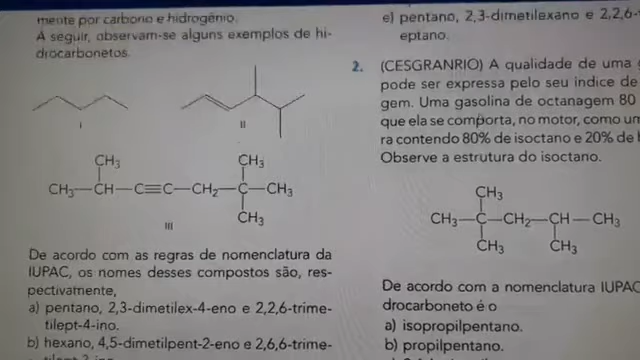 mente por carbono e hidrogênio.
A seguir, observam-se alguns exemplos de hi-
drocarbonetos.
I
II
CH3 CH3
CH3—CH—C≡C—CH2—C—CH3
CH3
III
De acordo com as regras de nomenclatura da
IUPAC, os nomes desses compostos são, res-
pectivamente,
a) pentano, 2,3-dimetilex-4-eno e 2,2,6-trime-
tilept-4-ino.
b) hexano, 4,5-dimetilpent-2-eno e 2,6,6-trime-
e) pentano, 2,3-dimetilexano e 2,2,6-
eptano.
2. (CESGRANRIO) A qualidade de uma
pode ser expressa pelo seu índice de
gem. Uma gasolina de octanagem 80
que ela se comporta, no motor, como
ra contendo 80% de isoctano e 20% de
Observe a estrutura do isoctano.
CH3
CH3—C—CH2—CH—CH3
CH3 CH3
De acordo com a nomenclatura IUPAC
drocarboneto é o
a) isopropilpentano.
b) propilpentano.